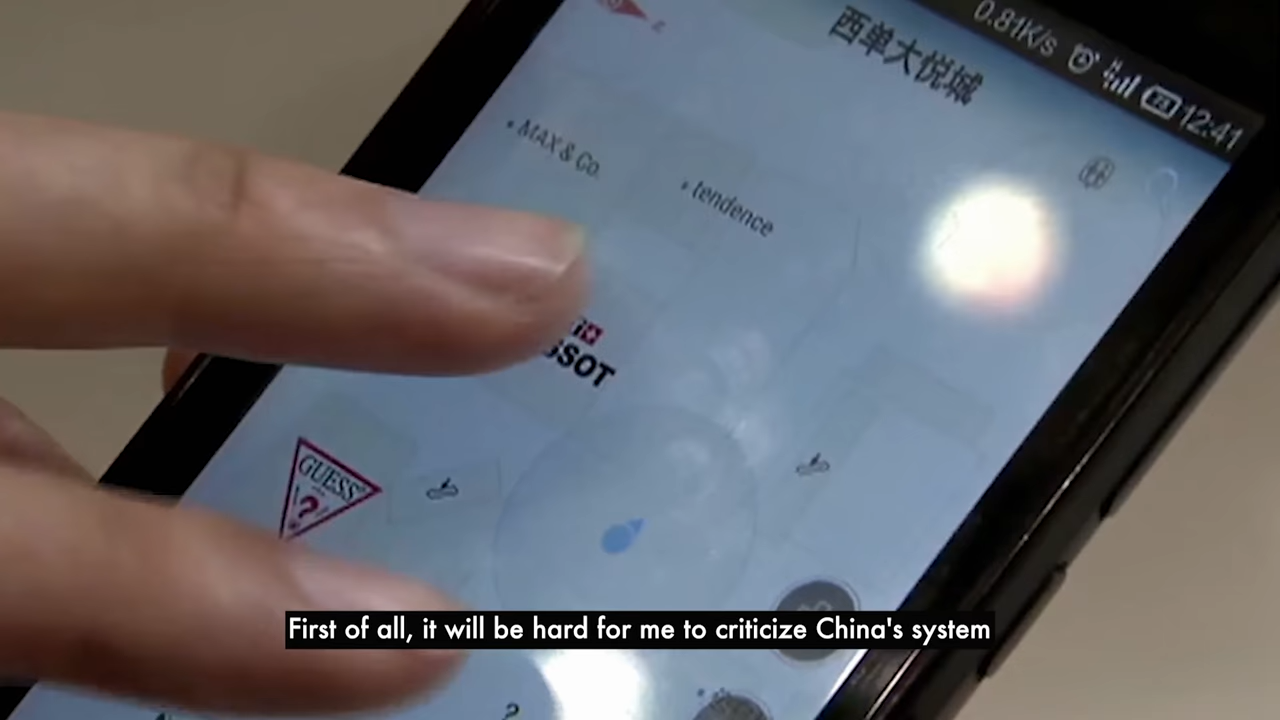 0.81K/s
78
12:41
西单大悦城
• MAX & Co.
• tendence
SSOT
GUESS
?
First of all, it will be hard for me to criticize China's system
?